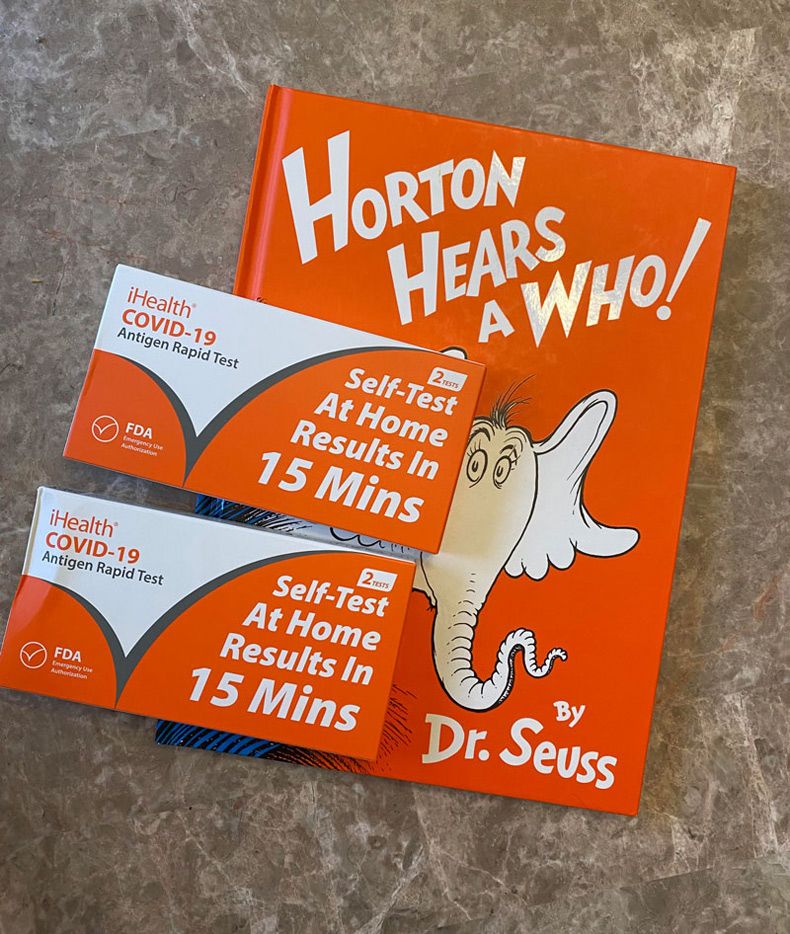 HORTON
HEARS
A WHO!
By
Dr. Seuss
iHealth®
COVID-19
Antigen Rapid Test
2 TESTS
Self-Test
At Home
Results In
15 Mins
FDA
Emergency Use
Authorization
iHealth®
COVID-19
Antigen Rapid Test
2 TESTS
Self-Test
At Home
Results In
15 Mins
FDA
Emergency Use
Authorization